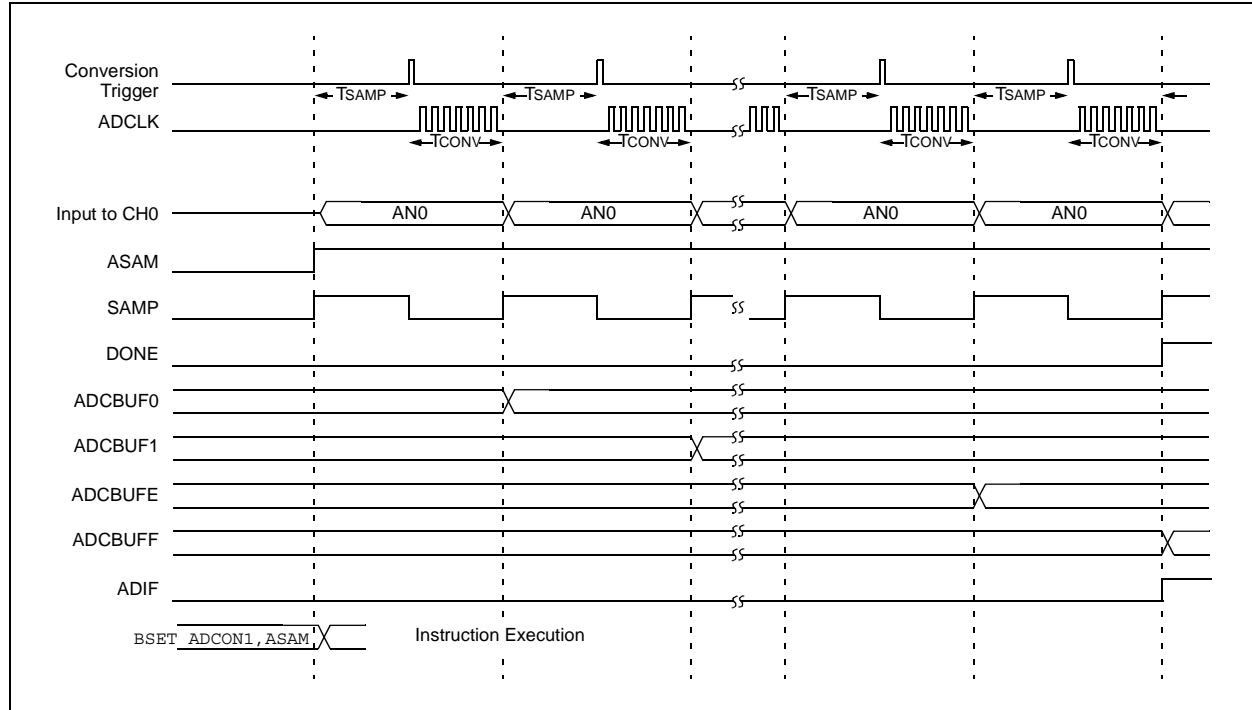 Conversion
Trigger
TSAMP TSAMP TSAMP TSAMP
ADCLK
TCONV TCONV TCONV TCONV
Input to CH0 AN0 AN0 AN0 AN0
ASAM
SAMP
DONE
ADCBUF0
ADCBUF1
ADCBUFE
ADCBUFF
ADIF
BSET ADCON1,ASAM Instruction Execution